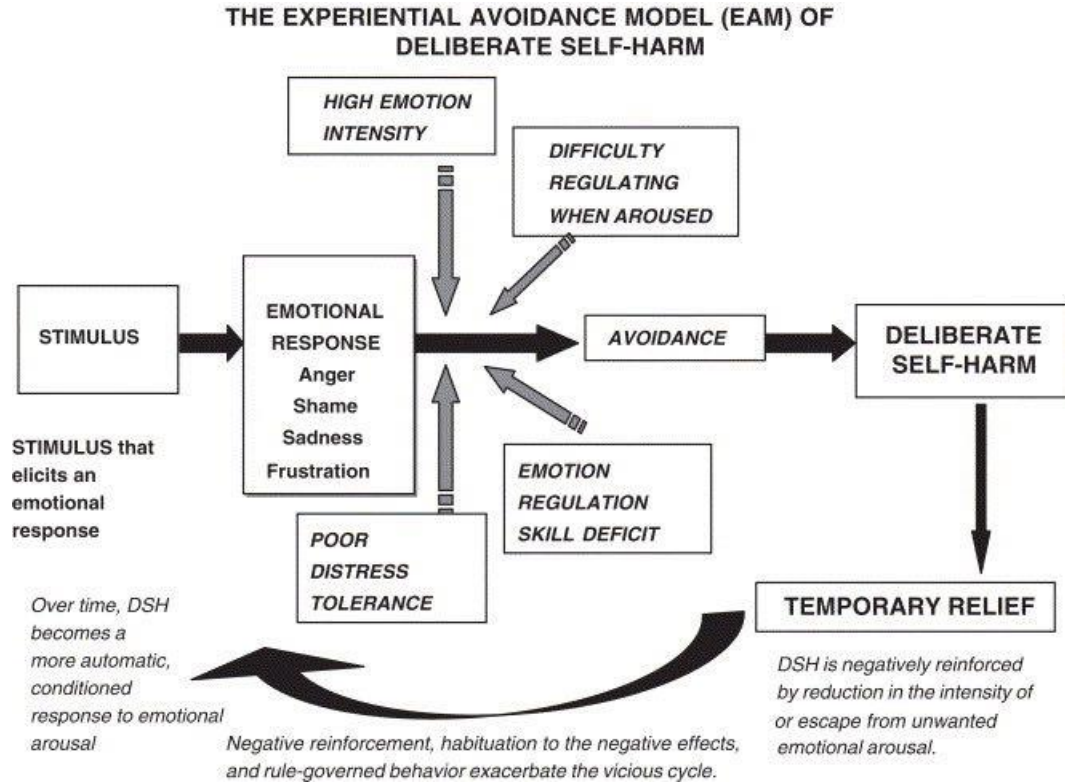 THE EXPERIENTIAL AVOIDANCE MODEL (EAM) OF
DELIBERATE SELF-HARM
HIGH EMOTION
INTENSITY
DIFFICULTY
REGULATING
WHEN AROUSED
STIMULUS
EMOTIONAL
RESPONSE
Anger
Shame
Sadness
Frustration
AVOIDANCE
DELIBERATE
SELF-HARM
STIMULUS that
elicits an
emotional
response
POOR
DISTRESS
TOLERANCE
EMOTION
REGULATION
SKILL DEFICIT
TEMPORARY RELIEF
Over time, DSH
becomes a
more automatic,
conditioned
response to emotional
arousal
DSH is negatively reinforced
by reduction in the intensity of
or escape from unwanted
emotional arousal.
Negative reinforcement, habituation to the negative effects,
and rule-governed behavior exacerbate the vicious cycle.